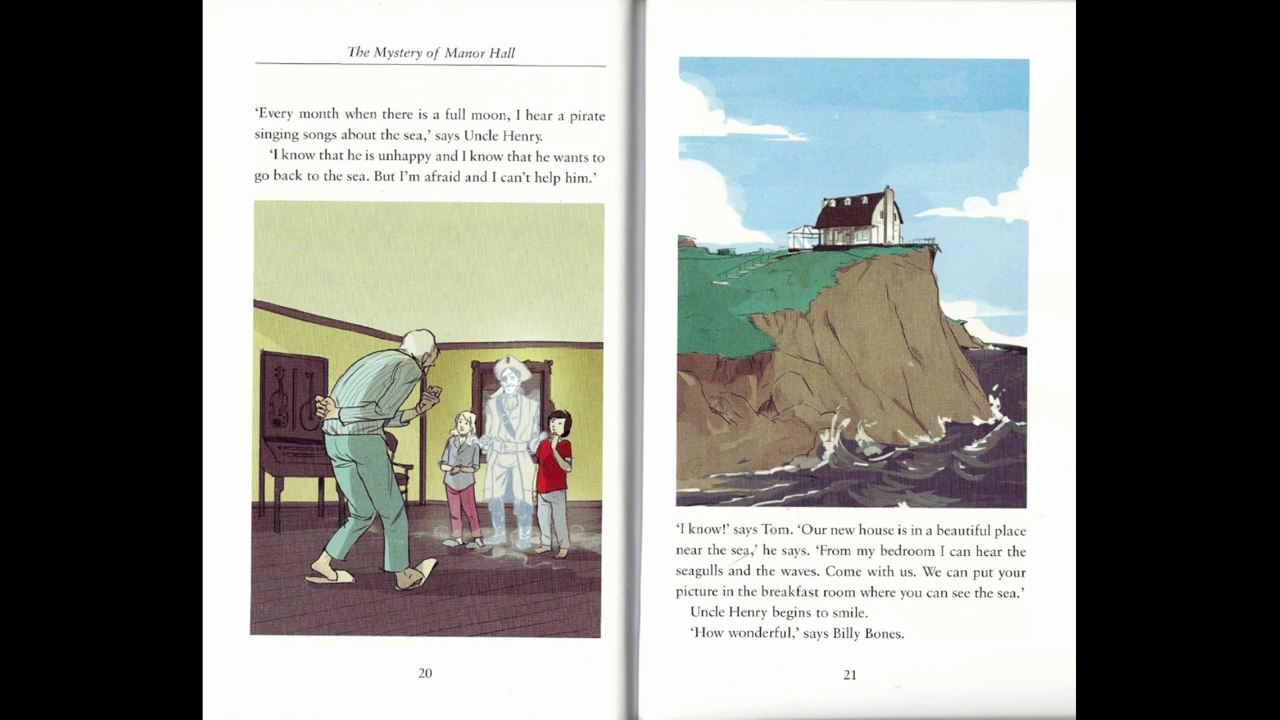 The Mystery of Manor Hall
‘Every month when there is a full moon, I hear a pirate
singing songs about the sea,’ says Uncle Henry.
‘I know that he is unhappy and I know that he wants to
go back to the sea. But I’m afraid and I can’t help him.’
20
‘I know!’ says Tom. ‘Our new house is in a beautiful place
near the sea,’ he says. ‘From my bedroom I can hear the
seagulls and the waves. Come with us. We can put your
picture in the breakfast room where you can see the sea.’
Uncle Henry begins to smile.
‘How wonderful,’ says Billy Bones.
21